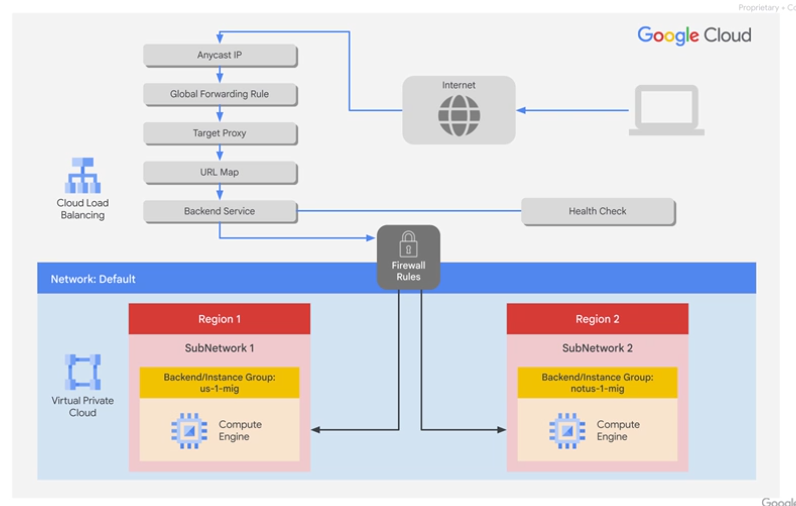 Proprietary + C
Google Cloud
Anycast IP
Internet
Global Forwarding Rule
Target Proxy
URL Map
Cloud Load
Balancing
Backend Service
Health Check
Firewall
Rules
Network: Default
Region 1
Region 2
SubNetwork 1
SubNetwork 2
Backend/Instance Group:
us-1-mig
Backend/Instance Group:
notus-1-mig
Virtual Private
Cloud
Compute
Engine
Compute
Engine
Google